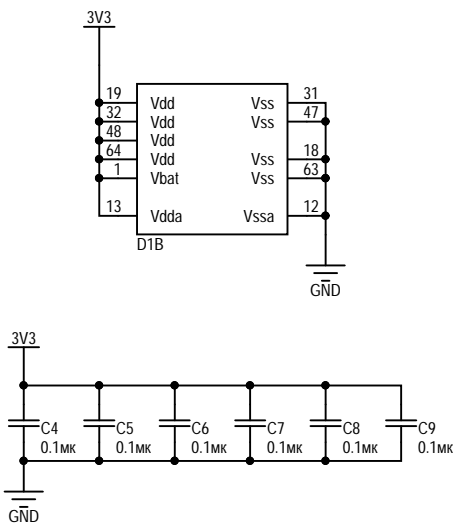 3V3
19 Vdd Vss 31
32 Vdd Vss 47
48 Vdd
64 Vdd Vss 18
1 Vbat Vss 63
13 Vdda Vssa 12
D1B
GND
3V3
C4 C5 C6 C7 C8 C9
0.1мк 0.1мк 0.1мк 0.1мк 0.1мк 0.1мк
GND